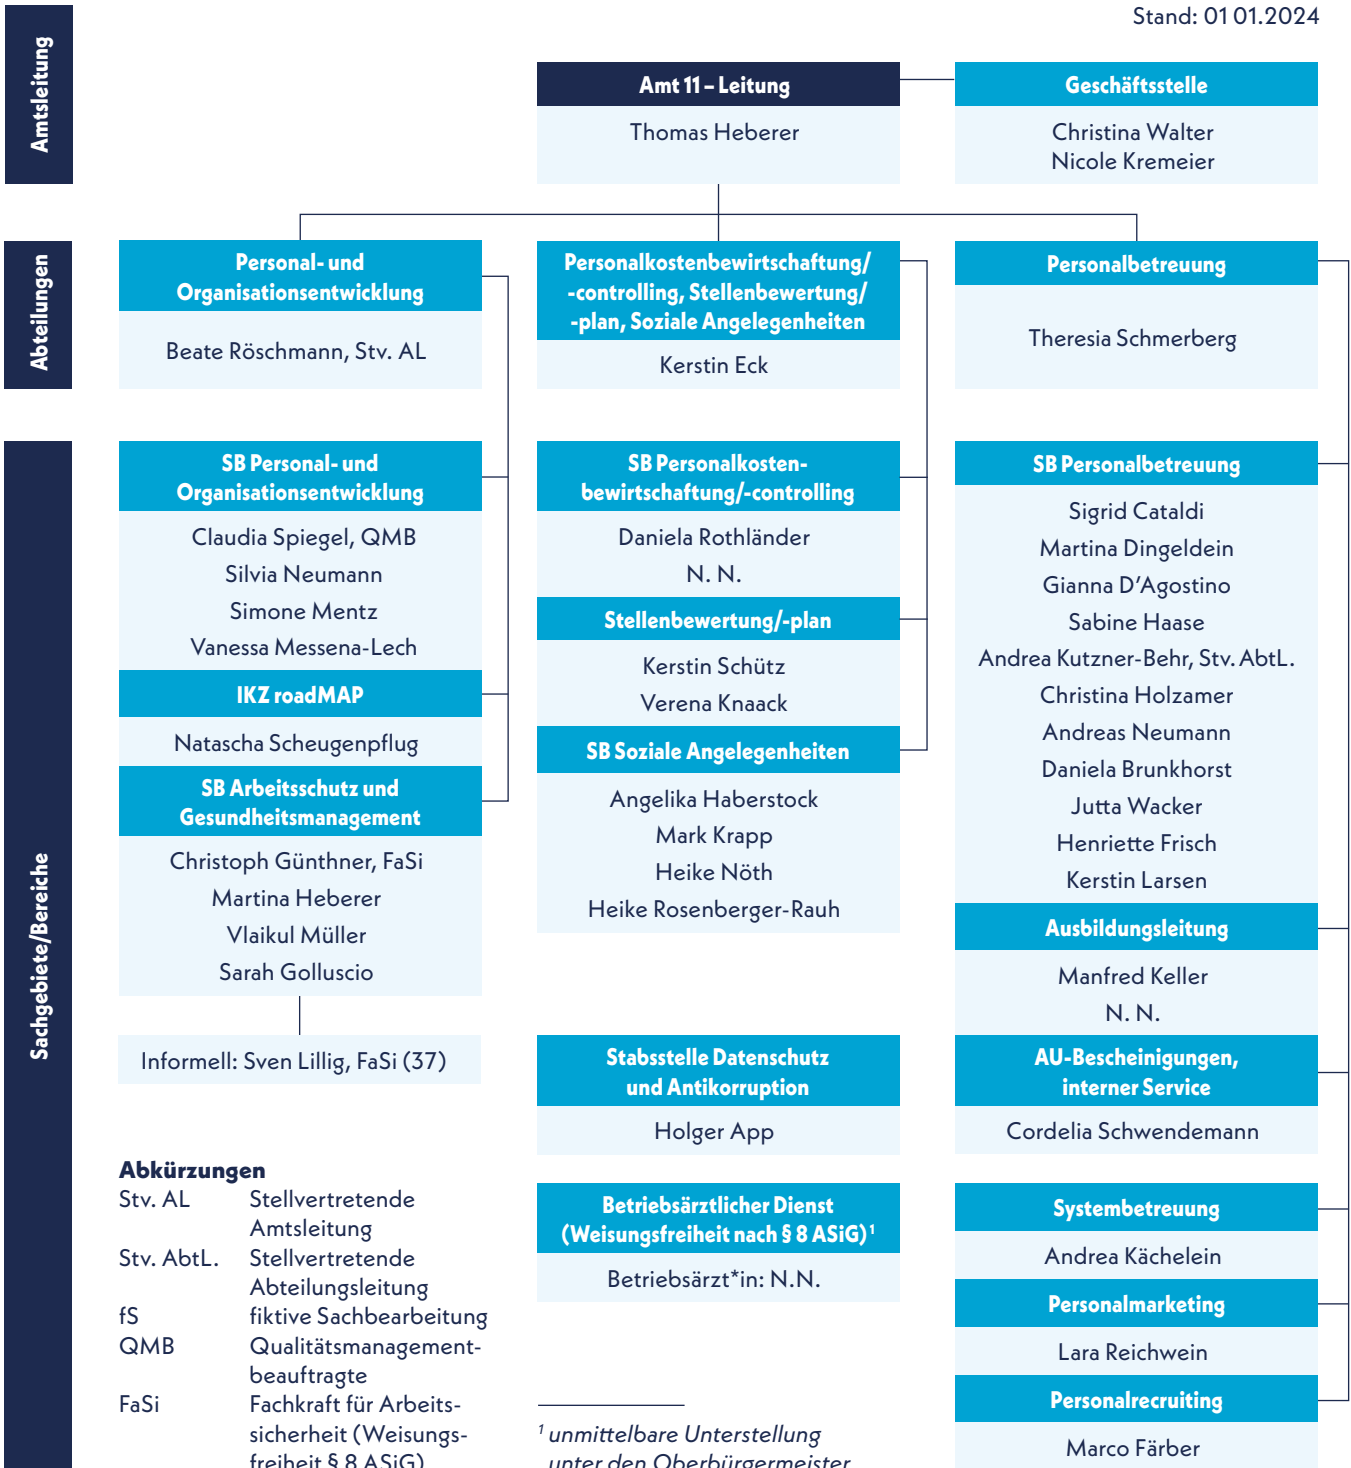 Stand: 01 01.2024
Amtsleitung
Amt 11 – Leitung
Thomas Heberer
Geschäftsstelle
Christina Walter
Nicole Kremeier
Abteilungen
Personal- und
Organisationsentwicklung
Beate Röschmann, Stv. AL
Personalkostenbewirtschaftung/
-controlling, Stellenbewertung/
-plan, Soziale Angelegenheiten
Kerstin Eck
Personalbetreuung
Theresia Schmerberg
Sachgebiete/Bereiche
SB Personal- und
Organisationsentwicklung
Claudia Spiegel, QMB
Silvia Neumann
Simone Mentz
Vanessa Messena-Lech
IKZ roadMAP
Natascha Scheugenpflug
SB Arbeitsschutz und
Gesundheitsmanagement
Christoph Günthner, FaSi
Martina Heberer
Vlaikul Müller
Sarah Golluscio
Informell: Sven Lillig, FaSi (37)
SB Personalkosten-
bewirtschaftung/-controlling
Daniela Rothländer
N. N.
Stellenbewertung/-plan
Kerstin Schütz
Verena Knaack
SB Soziale Angelegenheiten
Angelika Haberstock
Mark Krapp
Heike Nöth
Heike Rosenberger-Rauh
Stabsstelle Datenschutz
und Antikorruption
Holger App
Betriebsärztlicher Dienst
(Weisungsfreiheit nach § 8 ASiG)¹
Betriebsärzt*in: N.N.
SB Personalbetreuung
Sigrid Cataldi
Martina Dingeldein
Gianna D'Agostino
Sabine Haase
Andrea Kutzner-Behr, Stv. AbtL.
Christina Holzamer
Andreas Neumann
Daniela Brunkhorst
Jutta Wacker
Henriette Frisch
Kerstin Larsen
Ausbildungsleitung
Manfred Keller
N. N.
AU-Bescheinigungen,
interner Service
Cordelia Schwendemann
Systembetreuung
Andrea Kächelein
Personalmarketing
Lara Reichwein
Personalrecruiting
Marco Färber
Abkürzungen
Stv. AL Stellvertretende
Amtsleitung
Stv. AbtL. Stellvertretende
Abteilungsleitung
fS fiktive Sachbearbeitung
QMB Qualitätsmanagement-
beauftragte
FaSi Fachkraft für Arbeits-
sicherheit (Weisungs-
freiheit § 8 ASiG)
¹ unmittelbare Unterstellung
unter den Oberbürgermeister